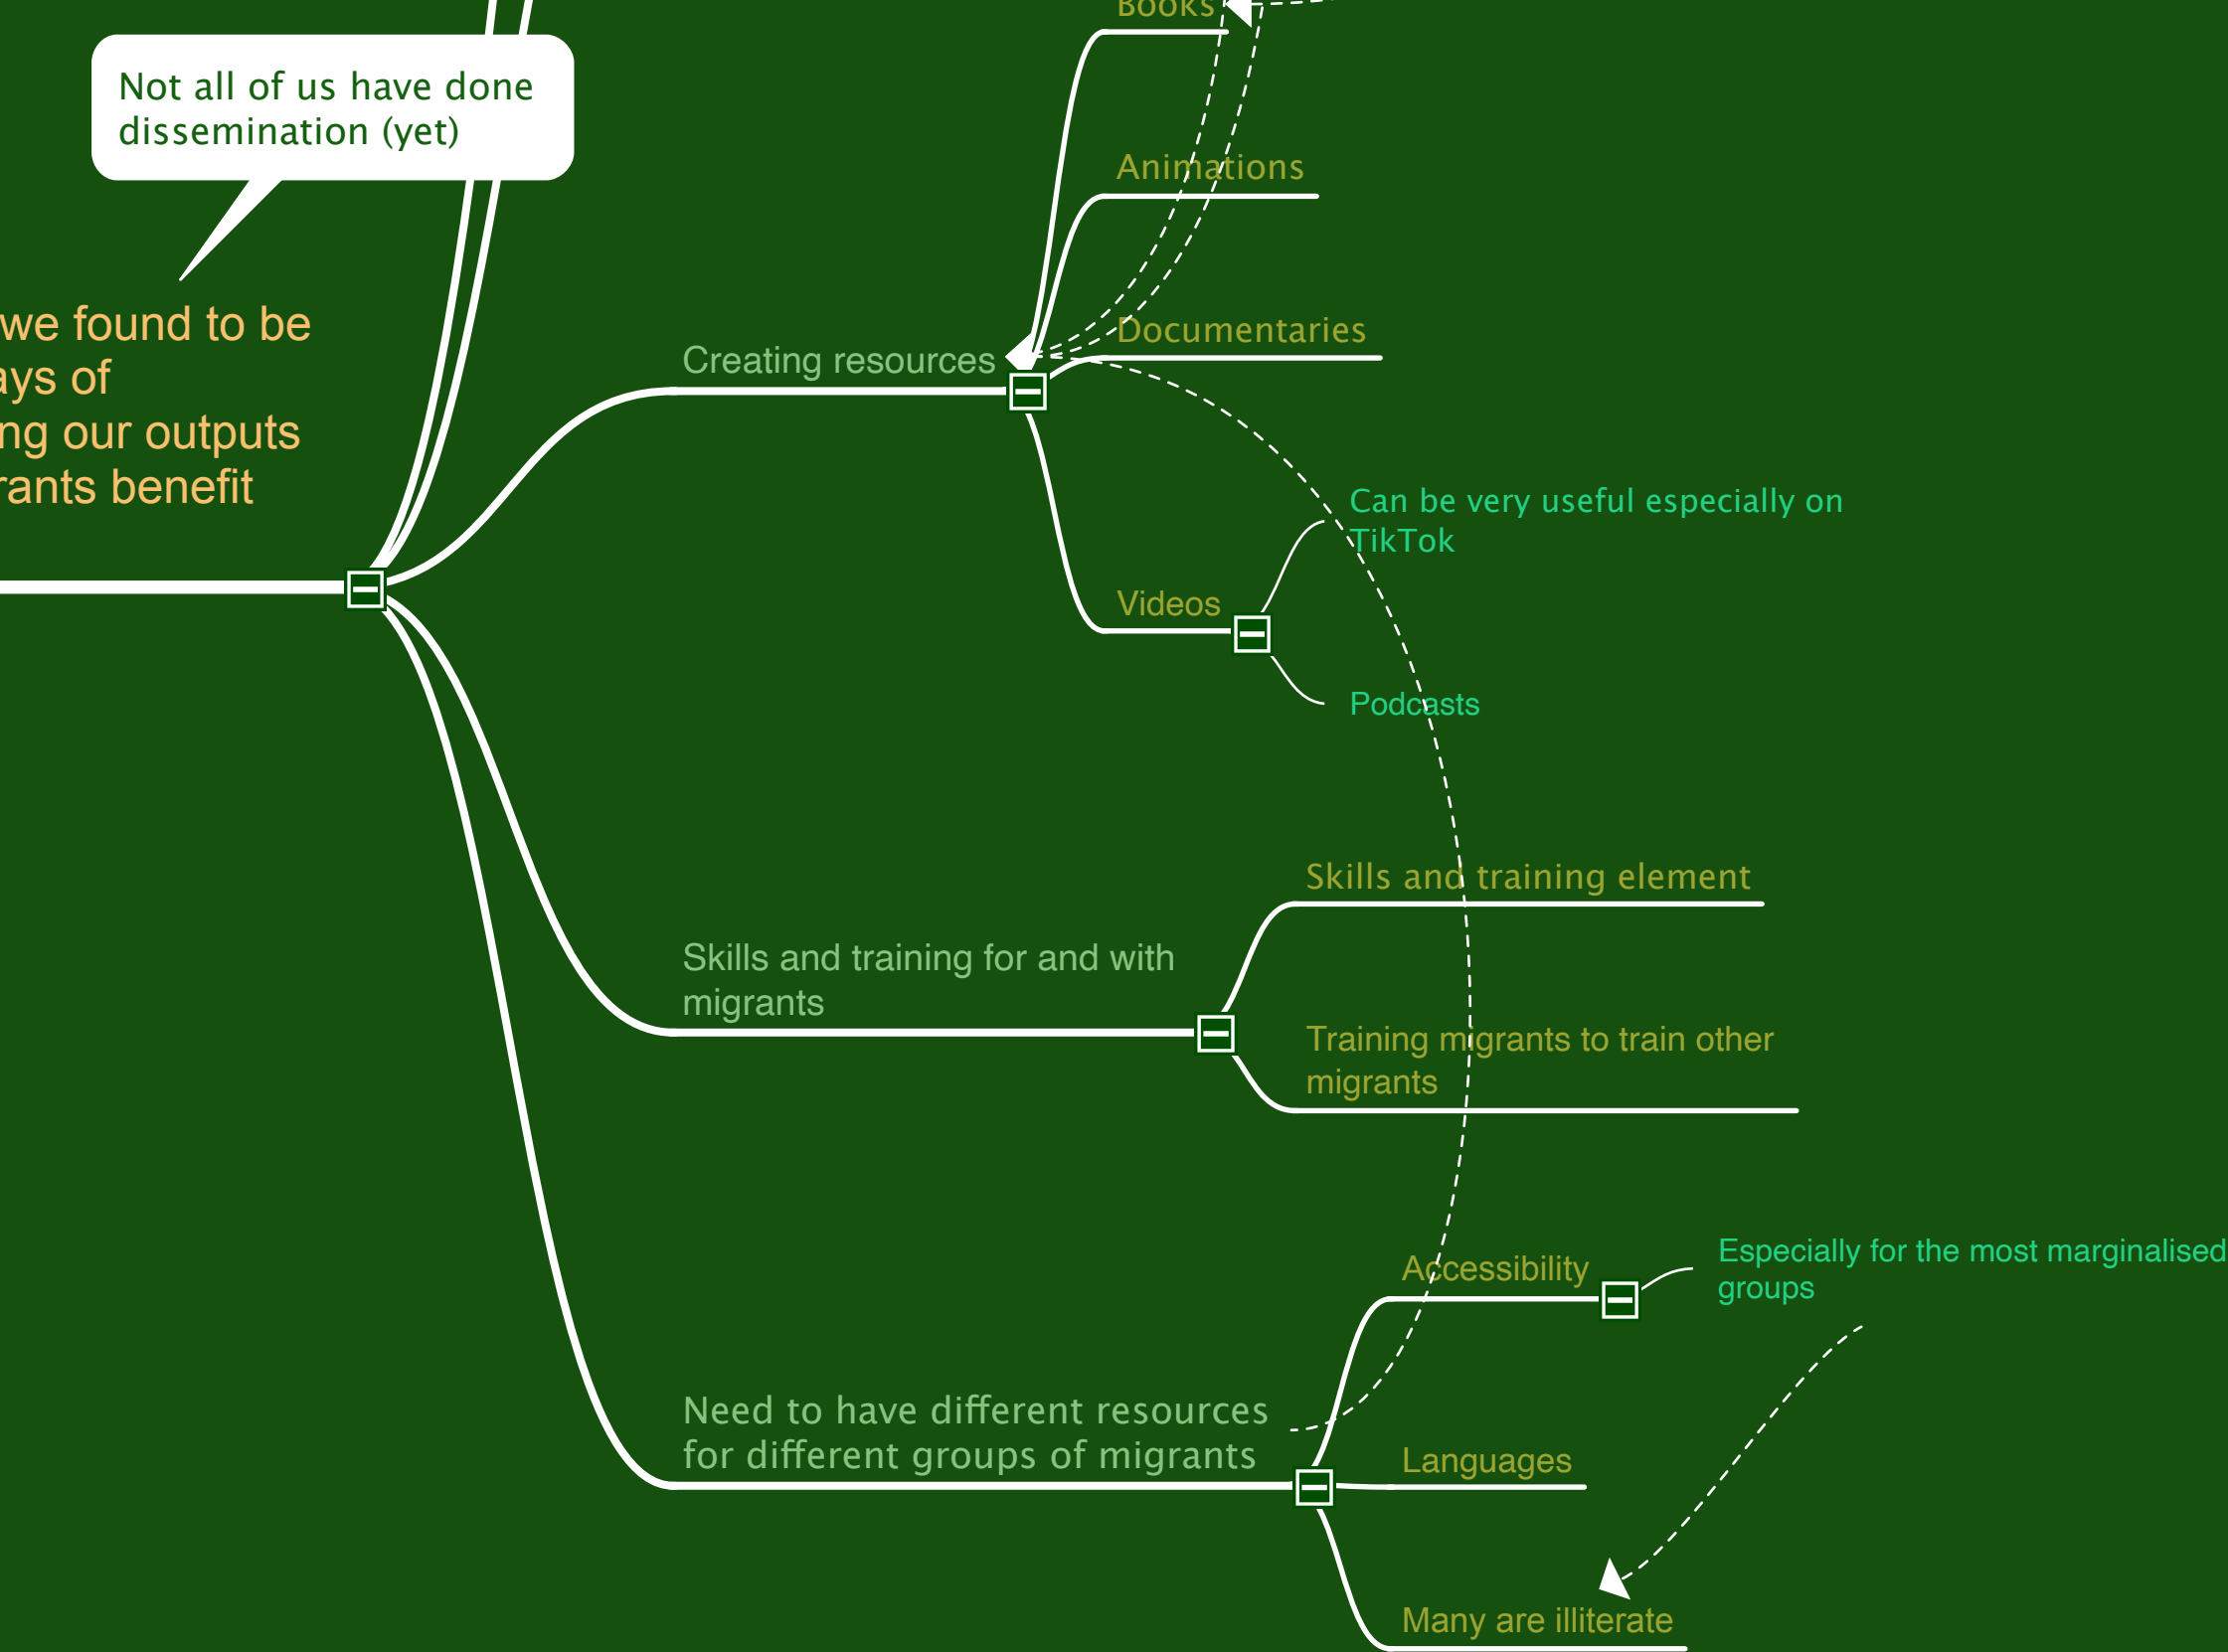 Books
Not all of us have done
dissemination (yet)
Animations
we found to be
ays of
ng our outputs
rants benefit
Documentaries
Creating resources
Can be very useful especially on
TikTok
Videos
Podcasts
Skills and training element
Skills and training for and with
migrants
Training migrants to train other
migrants
Accessibility
Especially for the most marginalised
groups
Need to have different resources
for different groups of migrants
Languages
Many are illiterate